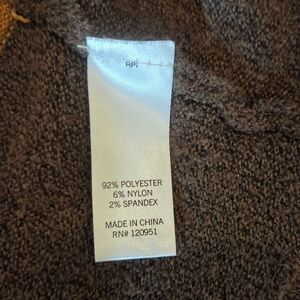 92% POLYESTER
6% NYLON
2% SPANDEX
MADE IN CHINA
RN# 120951